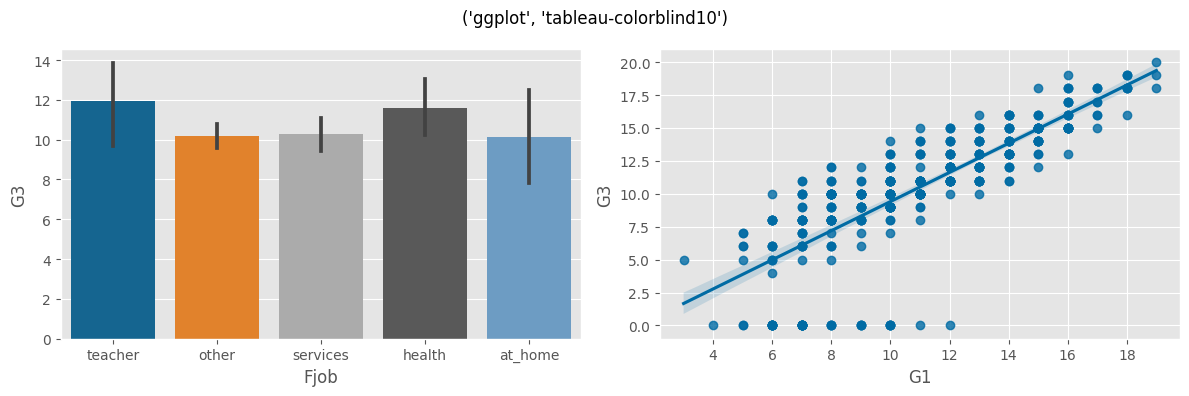 ('ggplot', 'tableau-colorblind10')
G3
14
12
10
8
6
4
2
0
teacher other services health at_home
Fjob
G3
20.0
17.5
15.0
12.5
10.0
7.5
5.0
2.5
0.0
4 6 8 10 12 14 16 18
G1